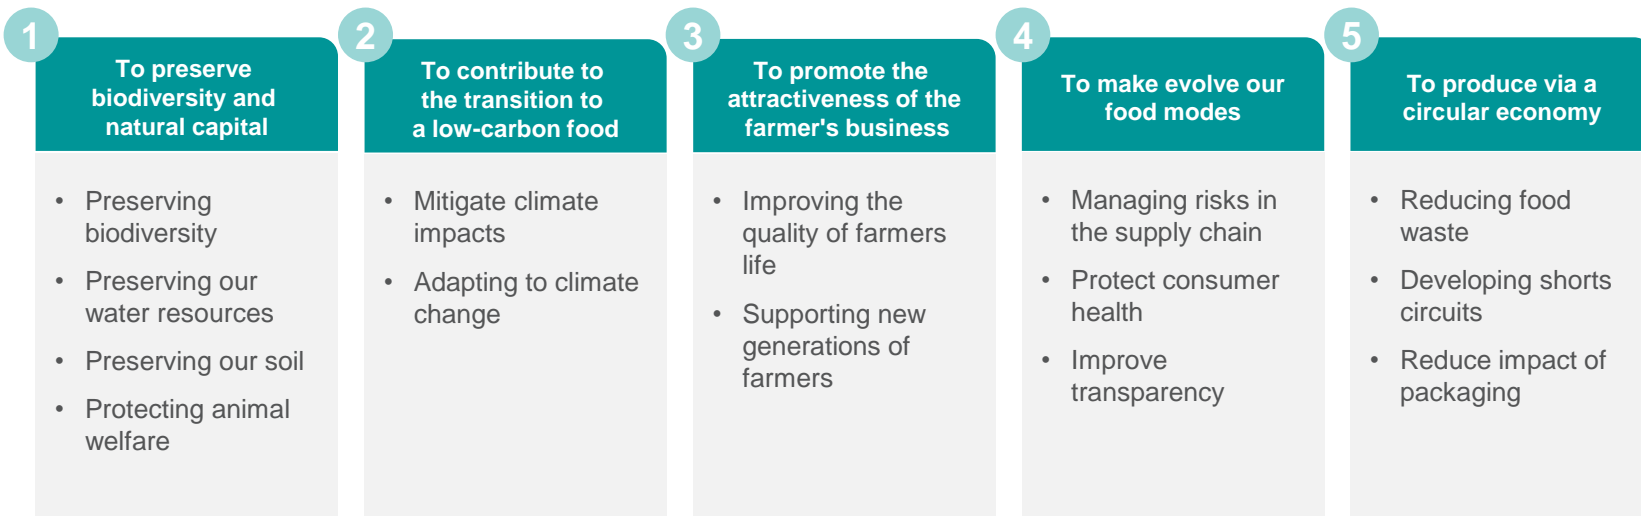 1
To preserve
biodiversity and
natural capital
• Preserving
biodiversity
• Preserving our
water resources
• Preserving our soil
• Protecting animal
welfare
2
To contribute to
the transition to
a low-carbon food
• Mitigate climate
impacts
• Adapting to climate
change
3
To promote the
attractiveness of the
farmer's business
• Improving the
quality of farmers
life
• Supporting new
generations of
farmers
4
To make evolve our
food modes
• Managing risks in
the supply chain
• Protect consumer
health
• Improve
transparency
5
To produce via a
circular economy
• Reducing food
waste
• Developing shorts
circuits
• Reduce impact of
packaging